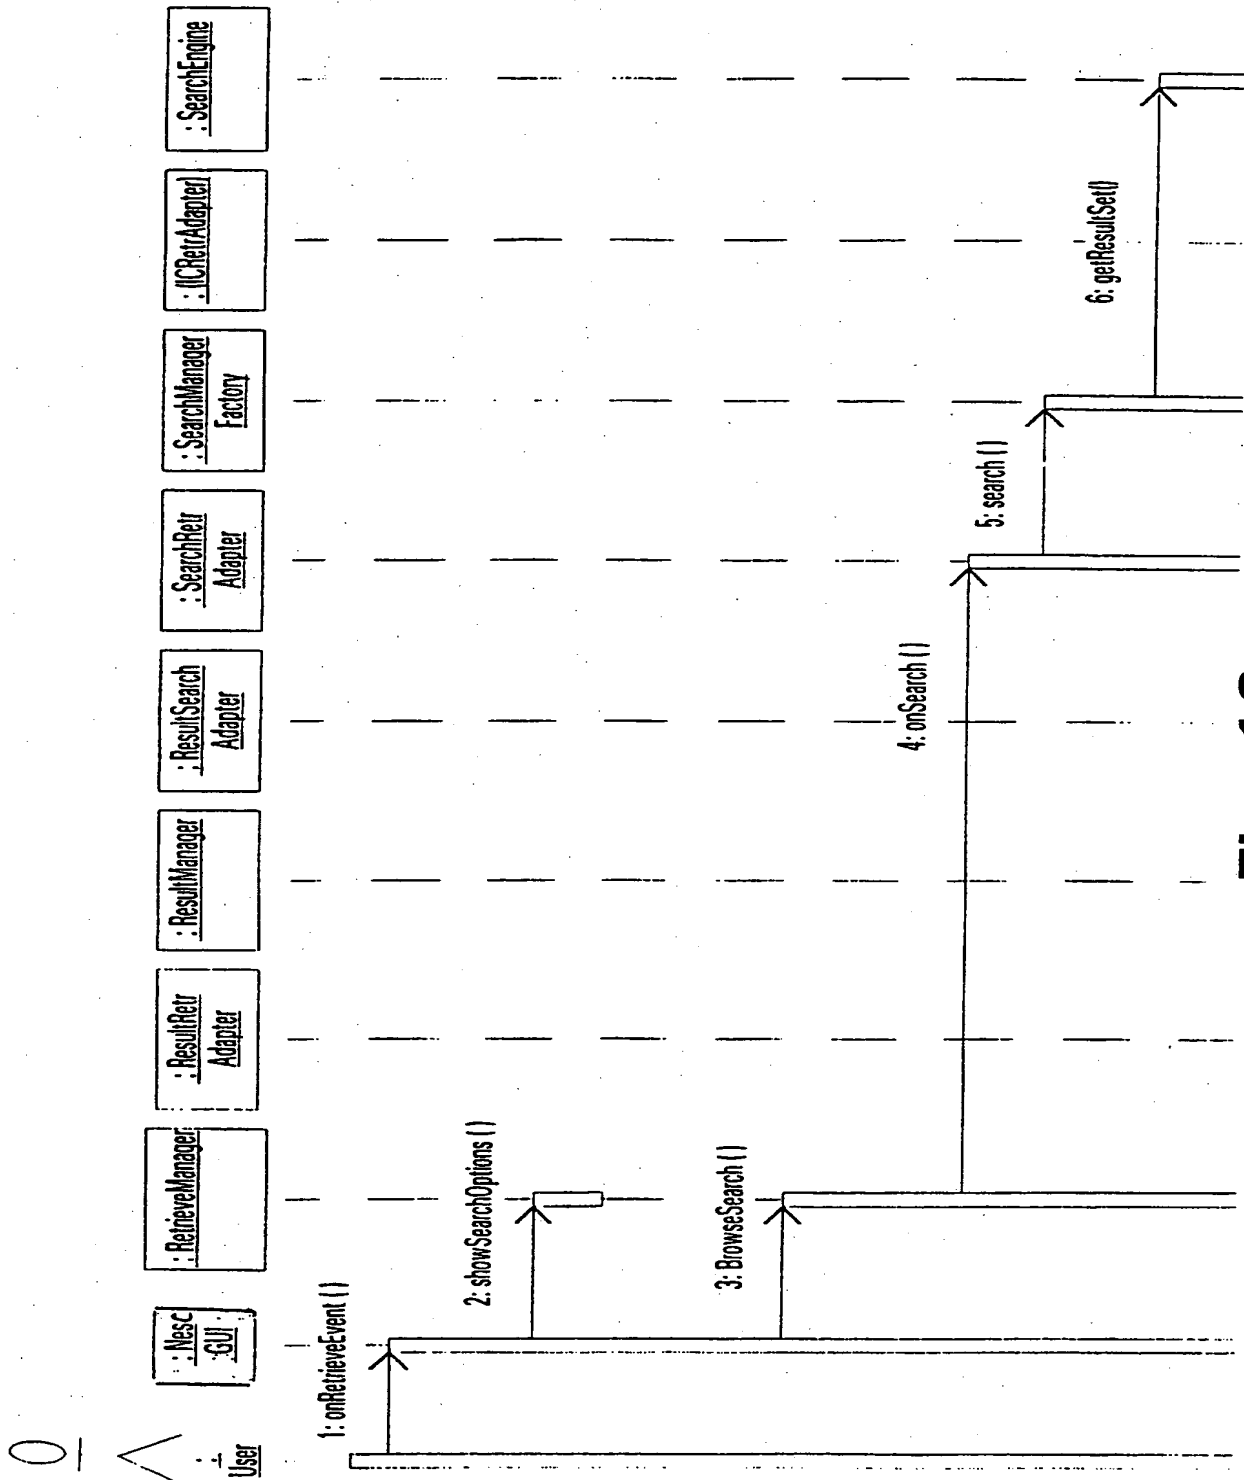 : User
: Nesc
GUI
: RetrieveManager
: ResultRetr
Adapter
: ResultManager
: ResultSearch
Adapter
: SearchRetr
Adapter
: SearchManager
Factory
: (ICRetrAdapter)
: SearchEngine
1: onRetrieveEvent ( )
2: showSearchOptions ( )
3: BrowseSearch ( )
4: onSearch ( )
5: search ( )
6: getResultSet()